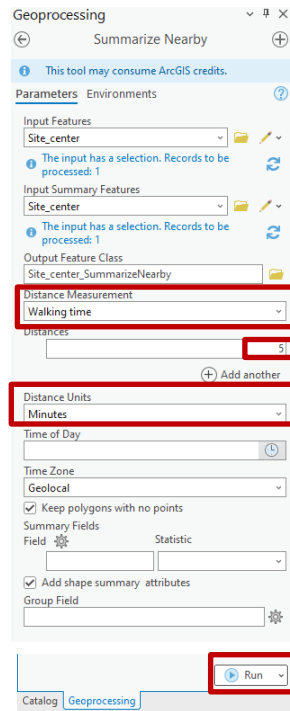 Geoprocessing
Summarize Nearby
This tool may consume ArcGIS credits.
Parameters Environments
Input Features
Site_center
The input has a selection. Records to be
processed: 1
Input Summary Features
Site_center
The input has a selection. Records to be
processed: 1
Output Feature Class
Site_center_SummarizeNearby
Distance Measurement
Walking time
Distances
5
Add another
Distance Units
Minutes
Time of Day
Time Zone
Geolocal
Keep polygons with no points
Summary Fields
Field Statistic
Add shape summary attributes
Group Field
Run
Catalog Geoprocessing